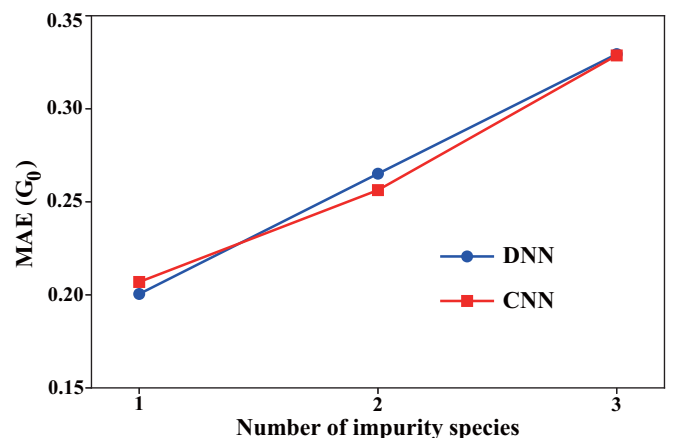 0.35
0.30
0.25
0.20
0.15
MAE (G₀)
DNN
CNN
1 2 3
Number of impurity species